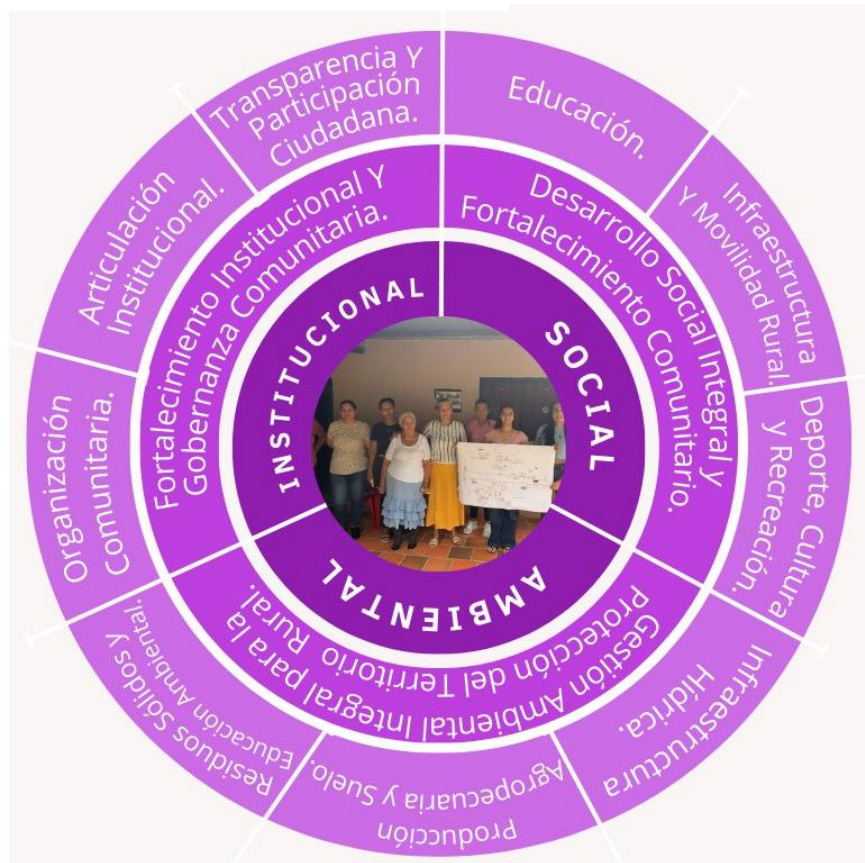 INSTITUCIONAL
SOCIAL
AMBIENTAL
Fortalecimiento Institucional Y
Gobernanza Comunitaria.
Desarrollo Social Integral y
Fortalecimiento Comunitario.
Gestión Ambiental Integral para la
Protección del Territorio Rural.
Transparencia Y
Participación
Ciudadana.
Educación.
Infraestructura
Y Movilidad Rural.
Deporte, Cultura
y Recreación.
Infraestructura
Hídrica.
Producción
Agropecuaria y Suelo.
Residuos Sólidos y
Educación Ambiental.
Organización
Comunitaria.
Articulación
Institucional.